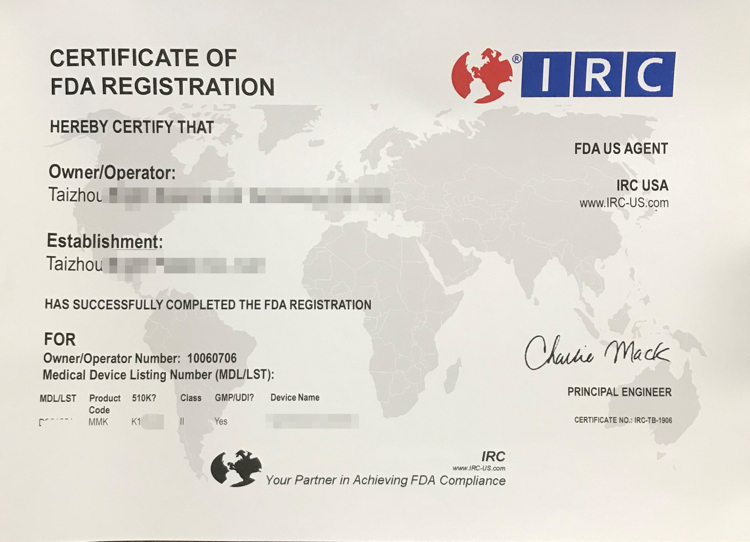 CERTIFICATE OF
FDA REGISTRATION
® IRC
HEREBY CERTIFY THAT
FDA US AGENT
Owner/Operator:
Taizhou
IRC USA
www.IRC-US.com
Establishment:
Taizhou
HAS SUCCESSFULLY COMPLETED THE FDA REGISTRATION
FOR
Owner/Operator Number: 10060706
Medical Device Listing Number (MDL/LST):
Charlie Mack
PRINCIPAL ENGINEER
CERTIFICATE NO.: IRC-TB-1906
MDL/LST Product Code 510K? Class GMP/UDI? Device Name
MMK K1 II Yes
IRC
www.IRC-US.com
Your Partner in Achieving FDA Compliance